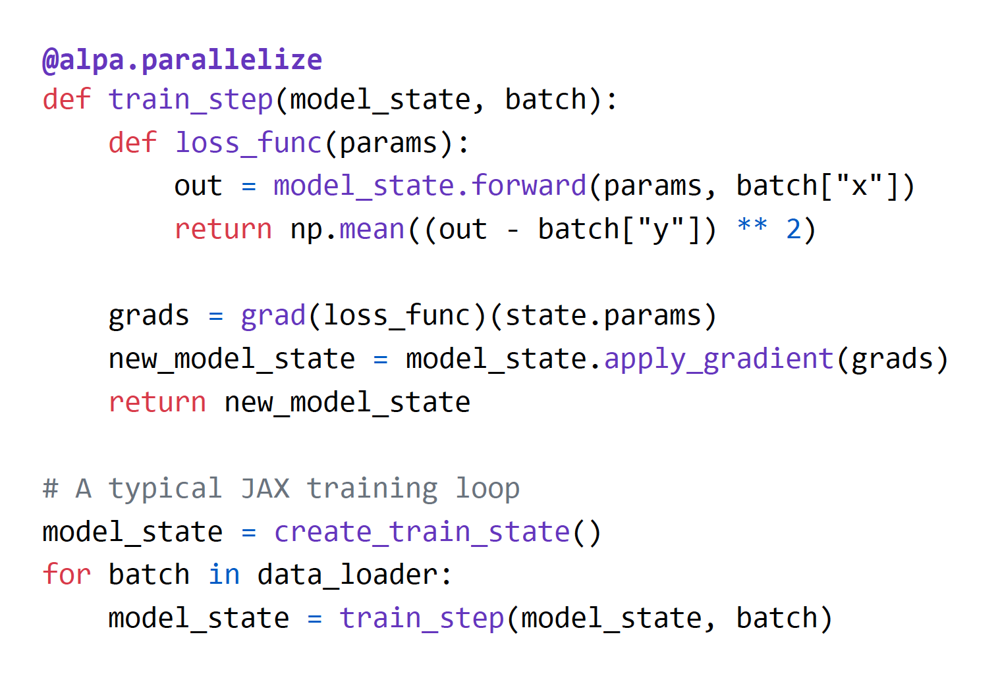 @alpa.parallelize
def train_step(model_state, batch):
    def loss_func(params):
        out = model_state.forward(params, batch["x"])
        return np.mean((out - batch["y"]) ** 2)

    grads = grad(loss_func)(state.params)
    new_model_state = model_state.apply_gradient(grads)
    return new_model_state

# A typical JAX training loop
model_state = create_train_state()
for batch in data_loader:
    model_state = train_step(model_state, batch)